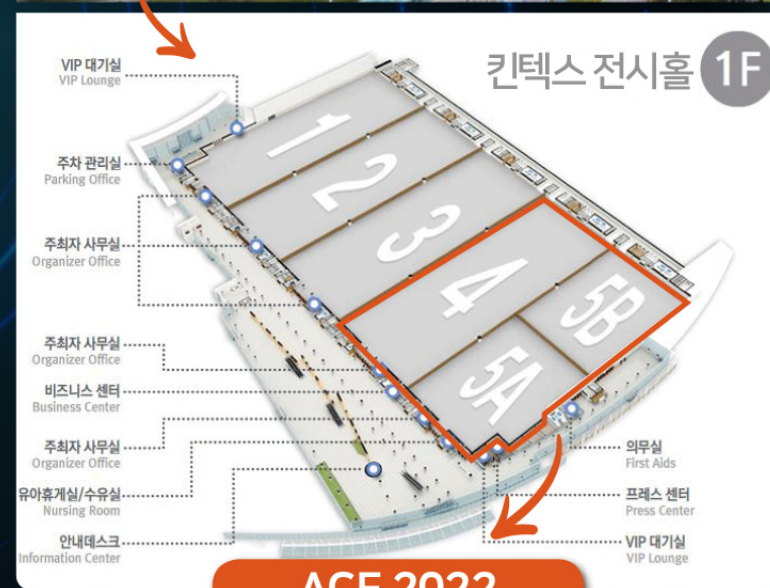 킨텍스 전시홀 1F
VIP 대기실
VIP Lounge
주차 관리실
Parking Office
주최자 사무실
Organizer Office
주최자 사무실
Organizer Office
비즈니스 센터
Business Center
주최자 사무실
Organizer Office
유아휴게실/수유실
Nursing Room
안내데스크
Information Center
1
2
3
4
5B
5A
의무실
First Aids
프레스 센터
Press Center
VIP 대기실
VIP Lounge